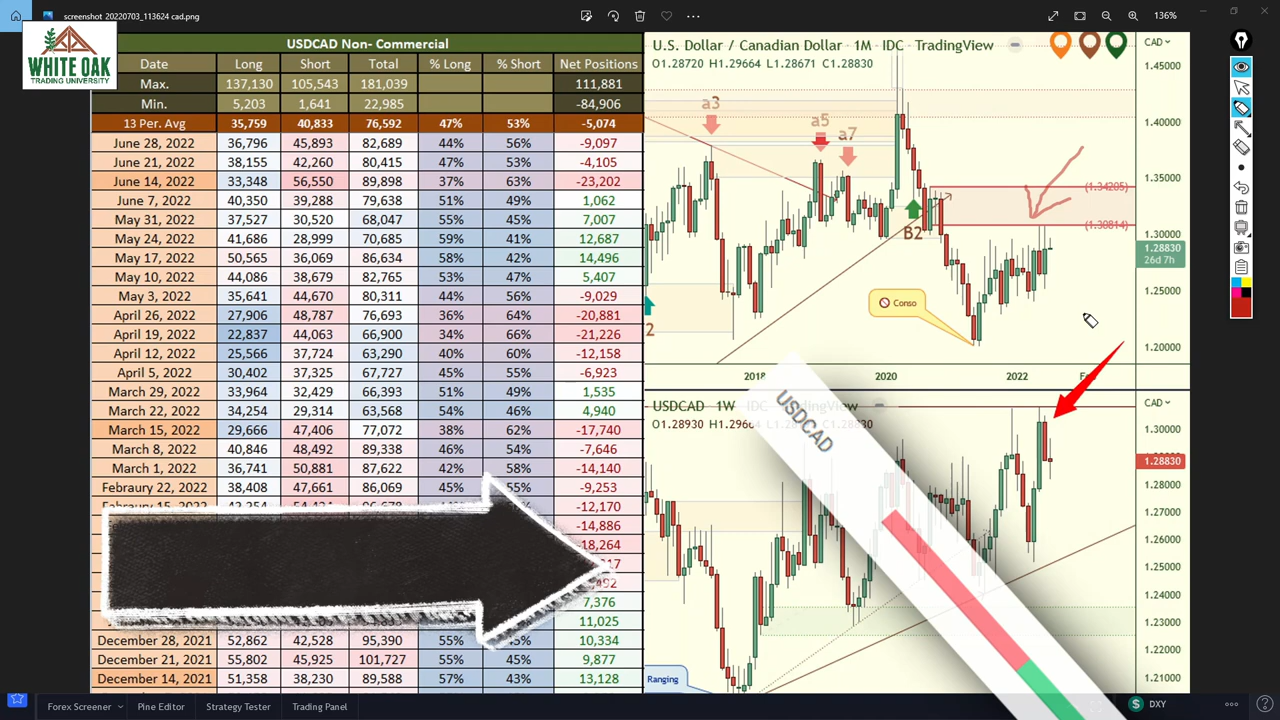 screenshot 20220703_113624 cad.png
136%
WHITE OAK
TRADING UNIVERSITY
USDCAD Non- Commercial
Date Long Short Total % Long % Short Net Positions
Max. 137,130 105,543 181,039 111,881
Min. 5,203 1,641 22,985 -84,906
13 Per. Avg 35,759 40,833 76,592 47% 53% -5,074
June 28, 2022 36,796 45,893 82,689 44% 56% -9,097
June 21, 2022 38,155 42,260 80,415 47% 53% -4,105
June 14, 2022 33,348 56,550 89,898 37% 63% -23,202
June 7, 2022 40,350 39,288 79,638 51% 49% 1,062
May 31, 2022 37,527 30,520 68,047 55% 45% 7,007
May 24, 2022 41,686 28,999 70,685 59% 41% 12,687
May 17, 2022 50,565 36,069 86,634 58% 42% 14,496
May 10, 2022 44,086 38,679 82,765 53% 47% 5,407
May 3, 2022 35,641 44,670 80,311 44% 56% -9,029
April 26, 2022 27,906 48,787 76,693 36% 64% -20,881
April 19, 2022 22,837 44,063 66,900 34% 66% -21,226
April 12, 2022 25,566 37,724 63,290 40% 60% -12,158
April 5, 2022 30,402 37,325 67,727 45% 55% -6,923
March 29, 2022 33,964 32,429 66,393 51% 49% 1,535
March 22, 2022 34,254 29,314 63,568 54% 46% 4,940
March 15, 2022 29,666 47,406 77,072 38% 62% -17,740
March 8, 2022 40,846 48,492 89,338 46% 54% -7,646
March 1, 2022 36,741 50,881 87,622 42% 58% -14,140
Febraury 22, 2022 38,408 47,661 86,069 45% 55% -9,253
Febraury 15, 2022 -12,170
-14,886
-18,264
7,376
11,025
December 28, 2021 52,862 42,528 95,390 55% 10,334
December 21, 2021 55,802 45,925 101,727 55% 45% 9,877
December 14, 2021 51,358 38,230 89,588 57% 43% 13,128
U.S. Dollar / Canadian Dollar · 1M · IDC · TradingView
O1.28720 H1.29664 L1.28671 C1.28830
CAD
1.45000
1.40000
1.35000
1.30000
1.28830
26d 7h
1.25000
1.20000
a3
a5
a7
B2
(1.34205)
(1.30814)
Conso
2018 2020 2022
USDCAD 1W IDC TradingView
O1.28930
CAD
1.30000
1.28830
1.28000
1.27000
1.26000
1.25000
1.24000
1.23000
1.22000
1.21000
USDCAD
Ranging
Forex Screener Pine Editor Strategy Tester Trading Panel
$ DXY